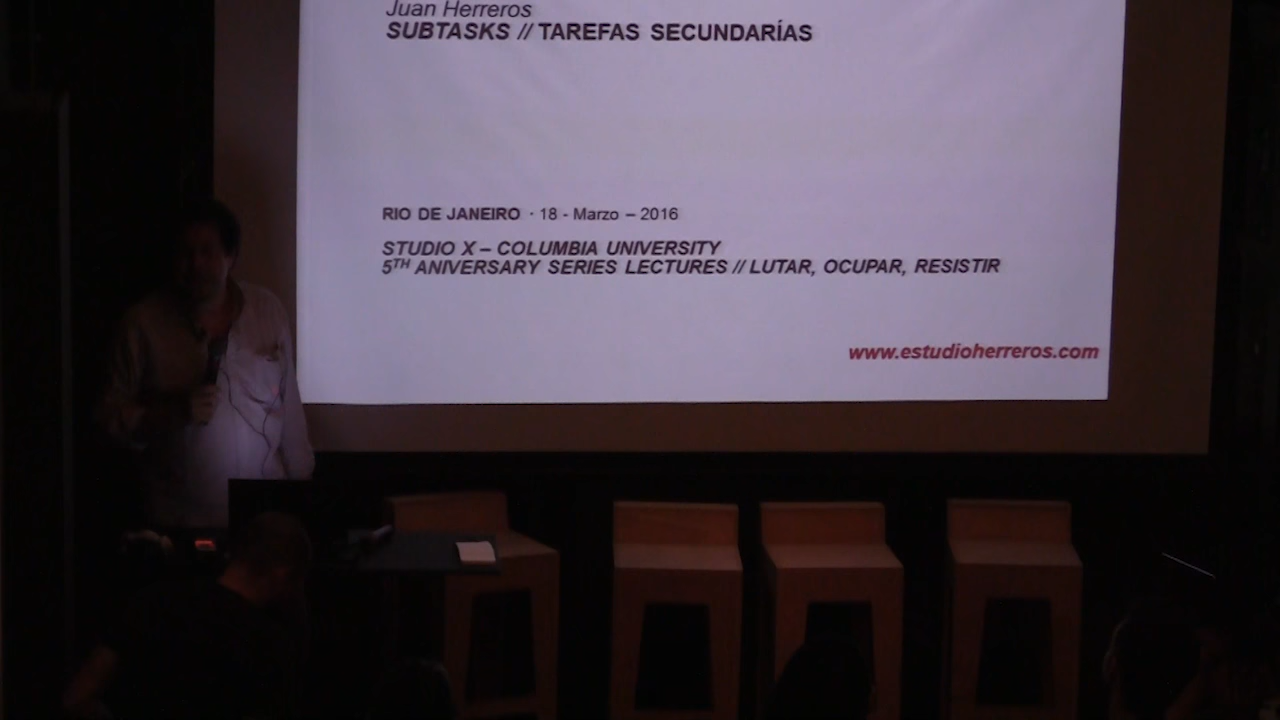 Juan Herreros
SUBTASKS // TAREFAS SECUNDARÍAS
RIO DE JANEIRO · 18 - Marzo – 2016
STUDIO X – COLUMBIA UNIVERSITY
5TH ANIVERSARY SERIES LECTURES // LUTAR, OCUPAR, RESISTIR
www.estudioherreros.com